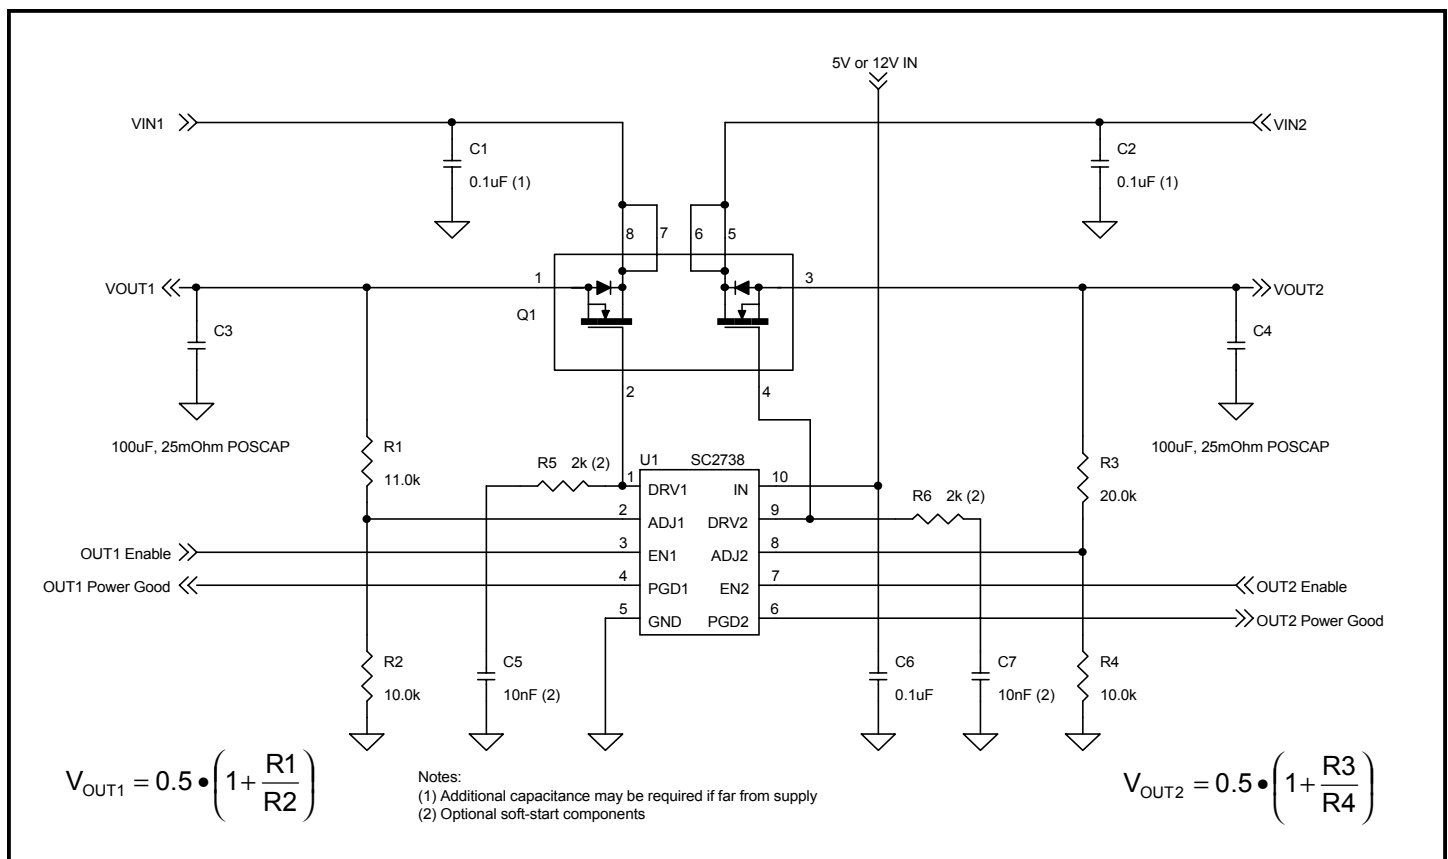 5V or 12V IN
VIN1
VIN2
C1
0.1uF (1)
C2
0.1uF (1)
8
7
6
5
VOUT1
1
3
VOUT2
Q1
C3
C4
2
4
100uF, 25mOhm POSCAP
100uF, 25mOhm POSCAP
R1
11.0k
R3
20.0k
U1
SC2738
R5
2k (2)
1
DRV1
IN
10
R6
2k (2)
2
ADJ1
DRV2
9
OUT1 Enable
3
EN1
ADJ2
8
OUT1 Power Good
4
PGD1
EN2
7
OUT2 Enable
5
GND
PGD2
6
OUT2 Power Good
R2
10.0k
C5
10nF (2)
C6
0.1uF
C7
10nF (2)
R4
10.0k
VOUT1 = 0.5 • (1 + R1/R2)
Notes:
(1) Additional capacitance may be required if far from supply
(2) Optional soft-start components
VOUT2 = 0.5 • (1 + R3/R4)